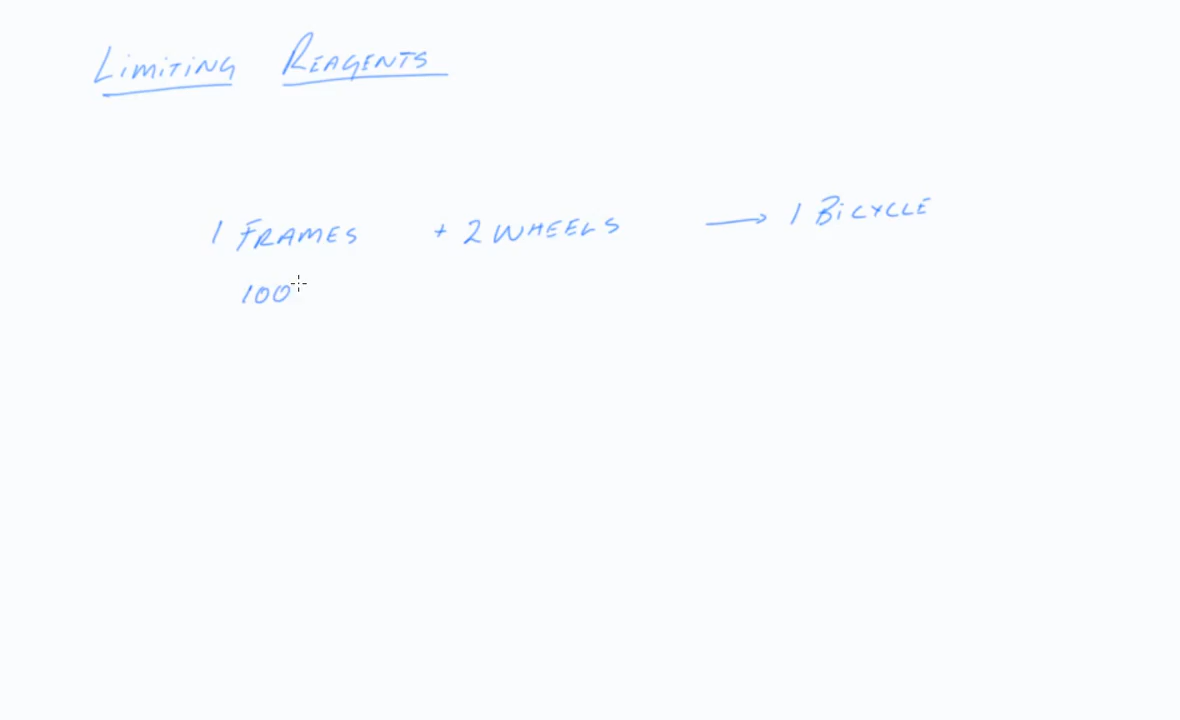 LIMITING REAGENTS
1 FRAMES + 2 WHEELS → 1 BICYCLE
100